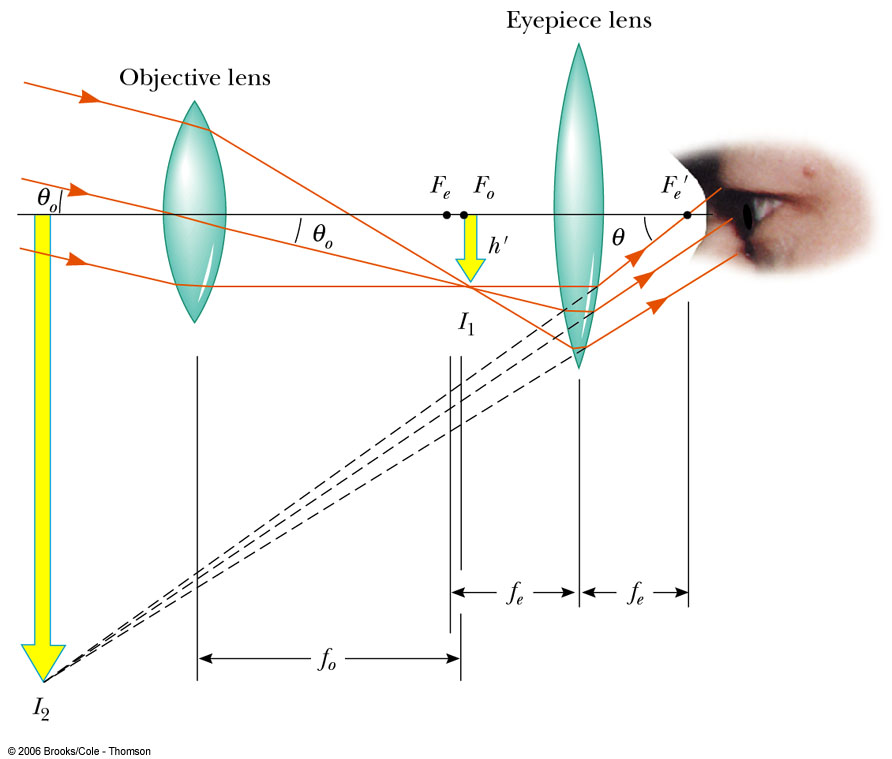 Eyepiece lens
Objective lens
θₒ
Fₑ
Fₒ
Fₑ′
θₒ
h′
θ
I₁
fₑ
fₑ
fₒ
I₂
© 2006 Brooks/Cole - Thomson